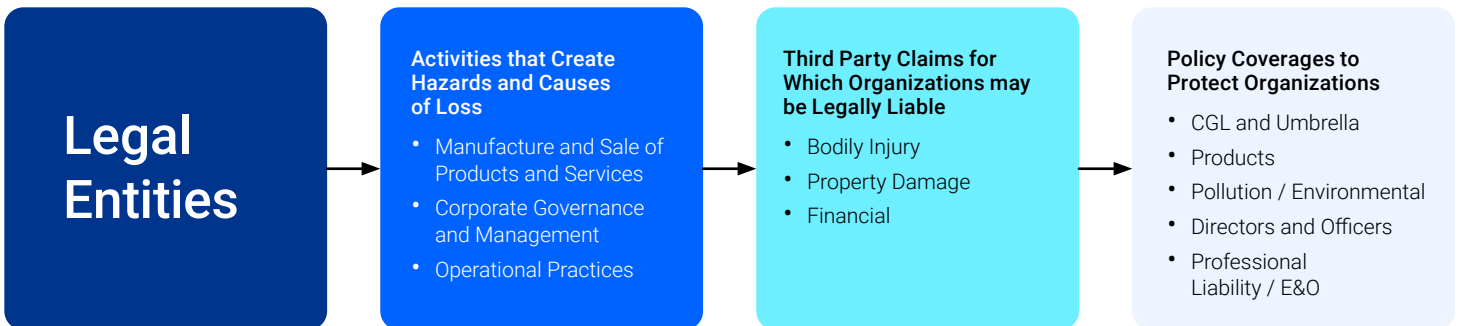 Legal
Entities
Activities that Create
Hazards and Causes
of Loss
• Manufacture and Sale of
Products and Services
• Corporate Governance
and Management
• Operational Practices
Third Party Claims for
Which Organizations may
be Legally Liable
• Bodily Injury
• Property Damage
• Financial
Policy Coverages to
Protect Organizations
• CGL and Umbrella
• Products
• Pollution / Environmental
• Directors and Officers
• Professional
Liability / E&O